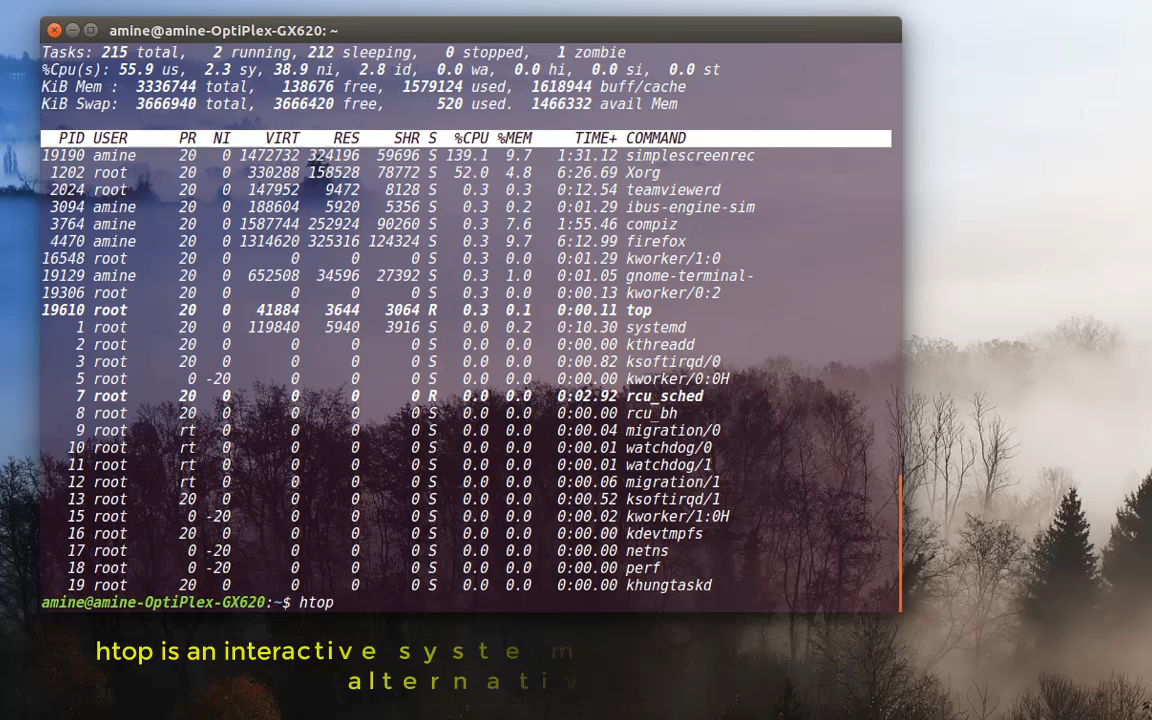 amine@amine-OptiPlex-GX620: ~
Tasks: 215 total, 2 running, 212 sleeping, 0 stopped, 1 zombie
%Cpu(s): 55.9 us, 2.3 sy, 38.9 ni, 2.8 id, 0.0 wa, 0.0 hi, 0.0 si, 0.0 st
KiB Mem : 3336744 total, 138676 free, 1579124 used, 1618944 buff/cache
KiB Swap: 3666940 total, 3666420 free, 520 used. 1466332 avail Mem
PID USER PR NI VIRT RES SHR S %CPU %MEM TIME+ COMMAND
19190 amine 20 0 1472732 324196 59696 S 139.1 9.7 1:31.12 simplescreenrec
1202 root 20 0 330288 158528 78772 S 52.0 4.8 6:26.69 Xorg
2024 root 20 0 147952 9472 8128 S 0.3 0.3 0:12.54 teamviewerd
3094 amine 20 0 188604 5920 5356 S 0.3 0.2 0:01.29 ibus-engine-sim
3764 amine 20 0 1587744 252924 90260 S 0.3 7.6 1:55.46 compiz
4470 amine 20 0 1314620 325316 124324 S 0.3 9.7 6:12.99 firefox
16548 root 20 0 0 0 0 S 0.3 0.0 0:01.29 kworker/1:0
19129 amine 20 0 652508 34596 27392 S 0.3 1.0 0:01.05 gnome-terminal-
19306 root 20 0 0 0 0 S 0.3 0.0 0:00.13 kworker/0:2
19610 root 20 0 41884 3644 3064 R 0.3 0.1 0:00.11 top
1 root 20 0 119840 5940 3916 S 0.0 0.2 0:10.30 systemd
2 root 20 0 0 0 0 S 0.0 0.0 0:00.00 kthreadd
3 root 20 0 0 0 0 S 0.0 0.0 0:00.82 ksoftirqd/0
5 root 0 -20 0 0 0 S 0.0 0.0 0:00.00 kworker/0:0H
7 root 20 0 0 0 0 R 0.0 0.0 0:02.92 rcu_sched
8 root 20 0 0 0 0 S 0.0 0.0 0:00.00 rcu_bh
9 root rt 0 0 0 0 S 0.0 0.0 0:00.04 migration/0
10 root rt 0 0 0 0 S 0.0 0.0 0:00.01 watchdog/0
11 root rt 0 0 0 0 S 0.0 0.0 0:00.01 watchdog/1
12 root rt 0 0 0 0 S 0.0 0.0 0:00.06 migration/1
13 root 20 0 0 0 0 S 0.0 0.0 0:00.52 ksoftirqd/1
15 root 0 -20 0 0 0 S 0.0 0.0 0:00.02 kworker/1:0H
16 root 20 0 0 0 0 S 0.0 0.0 0:00.00 kdevtmpfs
17 root 0 -20 0 0 0 S 0.0 0.0 0:00.00 netns
18 root 0 -20 0 0 0 S 0.0 0.0 0:00.00 perf
19 root 20 0 0 0 0 S 0.0 0.0 0:00.00 khungtaskd
amine@amine-OptiPlex-GX620:~$ htop
htop is an interactive system
alternativ